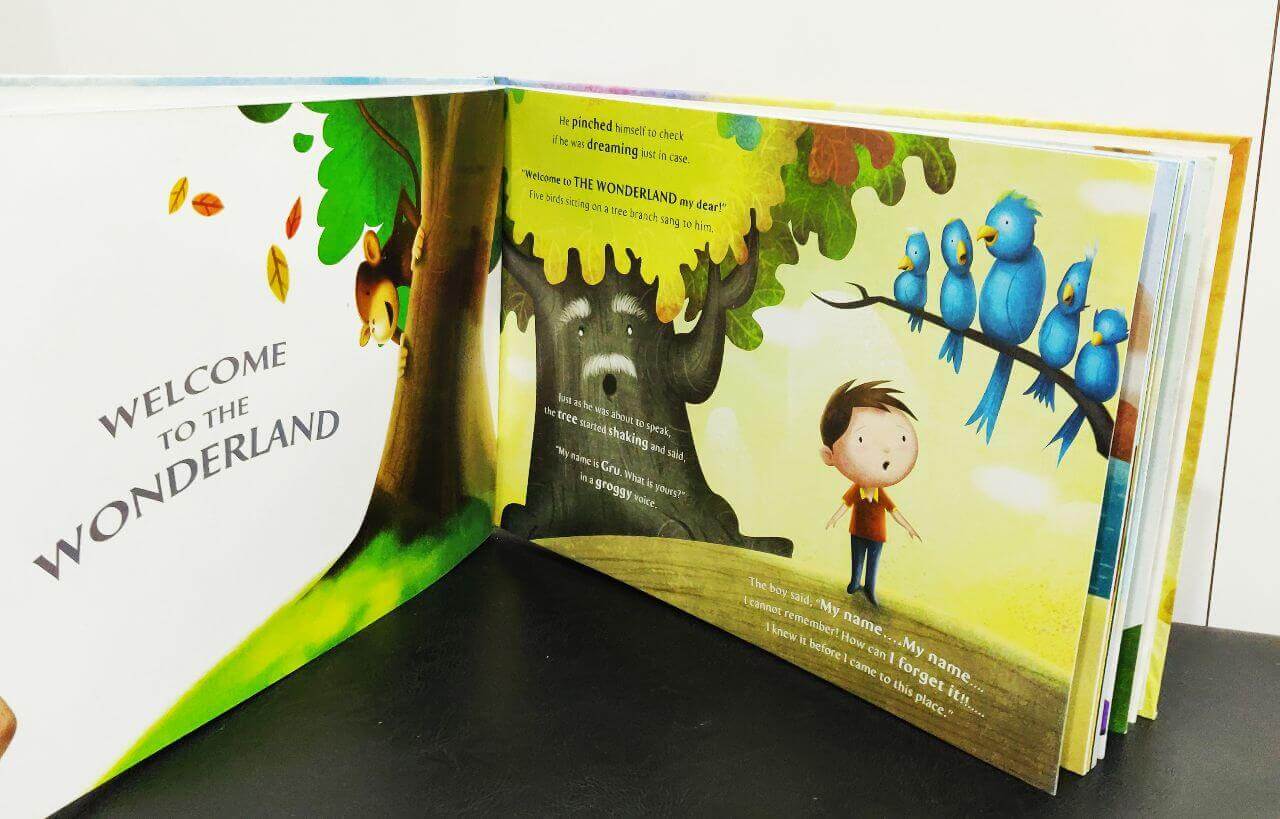 WELCOME
TO THE
WONDERLAND
He pinched himself to check
if he was dreaming just in case.
"Welcome to THE WONDERLAND my dear!"
Five birds sitting on a tree branch sang to him.
Just as he was about to speak,
the tree started shaking and said,
"My name is Gru. What is yours?"
in a groggy voice.
The boy said, "My name....My name....
I cannot remember! How can I forget it!!.....
I knew it before I came to this place."